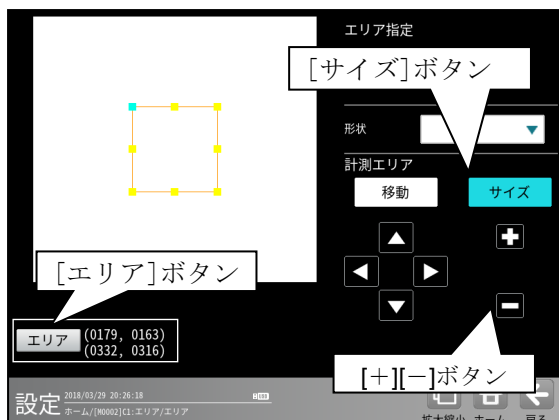 エリア指定
[サイズ]ボタン
形状
計測エリア
移動
サイズ
[エリア]ボタン
エリア
(0179, 0163)
(0332, 0316)
[+][−]ボタン
設定
2018/03/29 20:26:18
ホーム/[M0002]C1:エリア/エリア
拡大縮小 ホーム 戻る